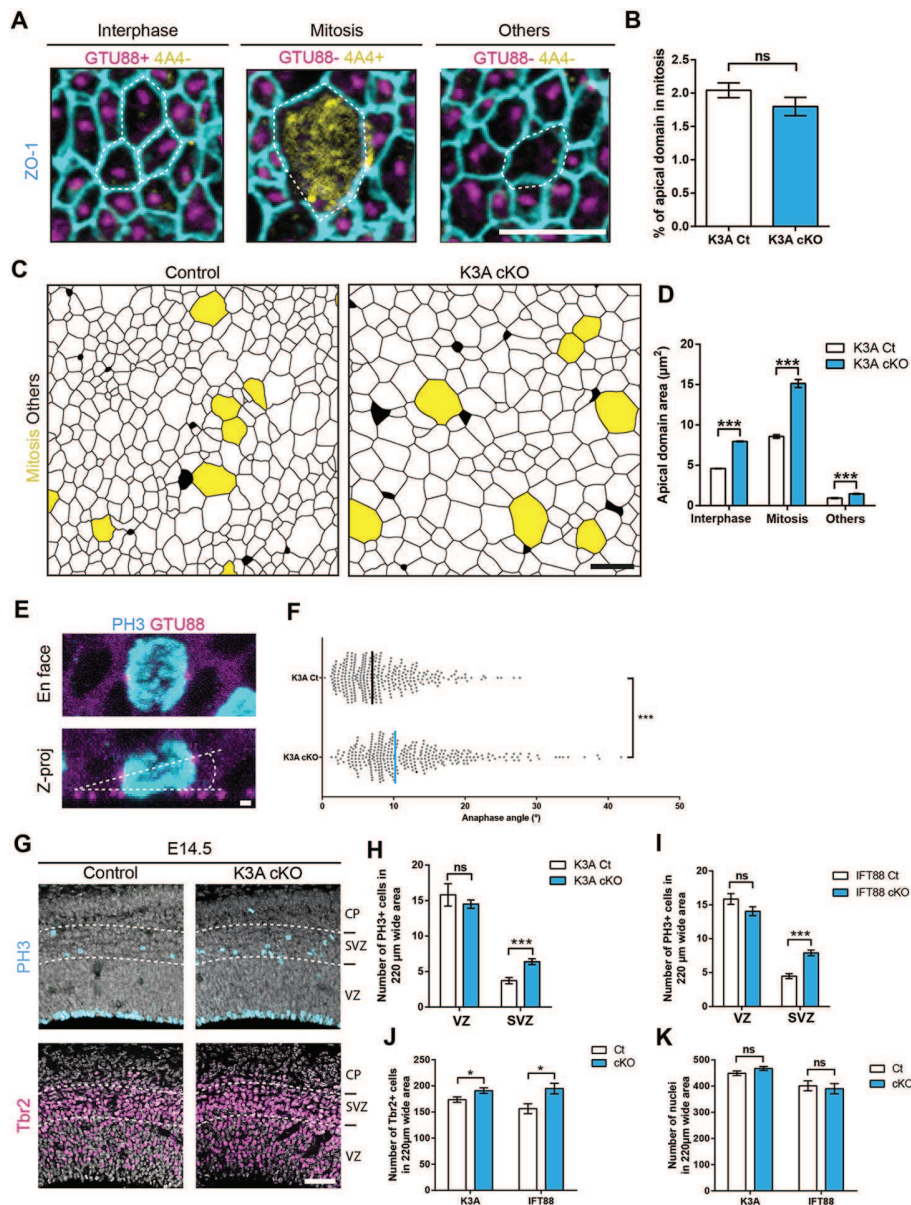 A
Interphase
Mitosis
Others
GTU88+ 4A4-
GTU88- 4A4+
GTU88- 4A4-
ZO-1
B
% of apical domain in mitosis
2.5
2.0
1.5
1.0
0.5
0.0
ns
K3A Ct
K3A cKO
C
Control
K3A cKO
Mitosis Others
D
Apical domain area (µm²)
20
15
10
5
0
K3A Ct
K3A cKO
***
***
***
Interphase
Mitosis
Others
E
PH3 GTU88
En face
Z-proj
F
K3A Ct
K3A cKO
***
0
10
20
30
40
50
Anaphase angle (°)
G
E14.5
Control
K3A cKO
PH3
CP
SVZ
VZ
Tbr2
CP
SVZ
VZ
H
Number of PH3+ cells in
220 µm wide area
20
15
10
5
0
ns
***
K3A Ct
K3A cKO
VZ
SVZ
I
Number of PH3+ cells in
220 µm wide area
20
15
10
5
0
ns
***
IFT88 Ct
IFT88 cKO
VZ
SVZ
J
Number of Tbr2+ cells
in 220µm wide area
250
200
150
100
50
0
*
*
Ct
cKO
K3A
IFT88
K
Number of nuclei
in 220µm wide area
500
400
300
200
100
0
ns
ns
Ct
cKO
K3A
IFT88